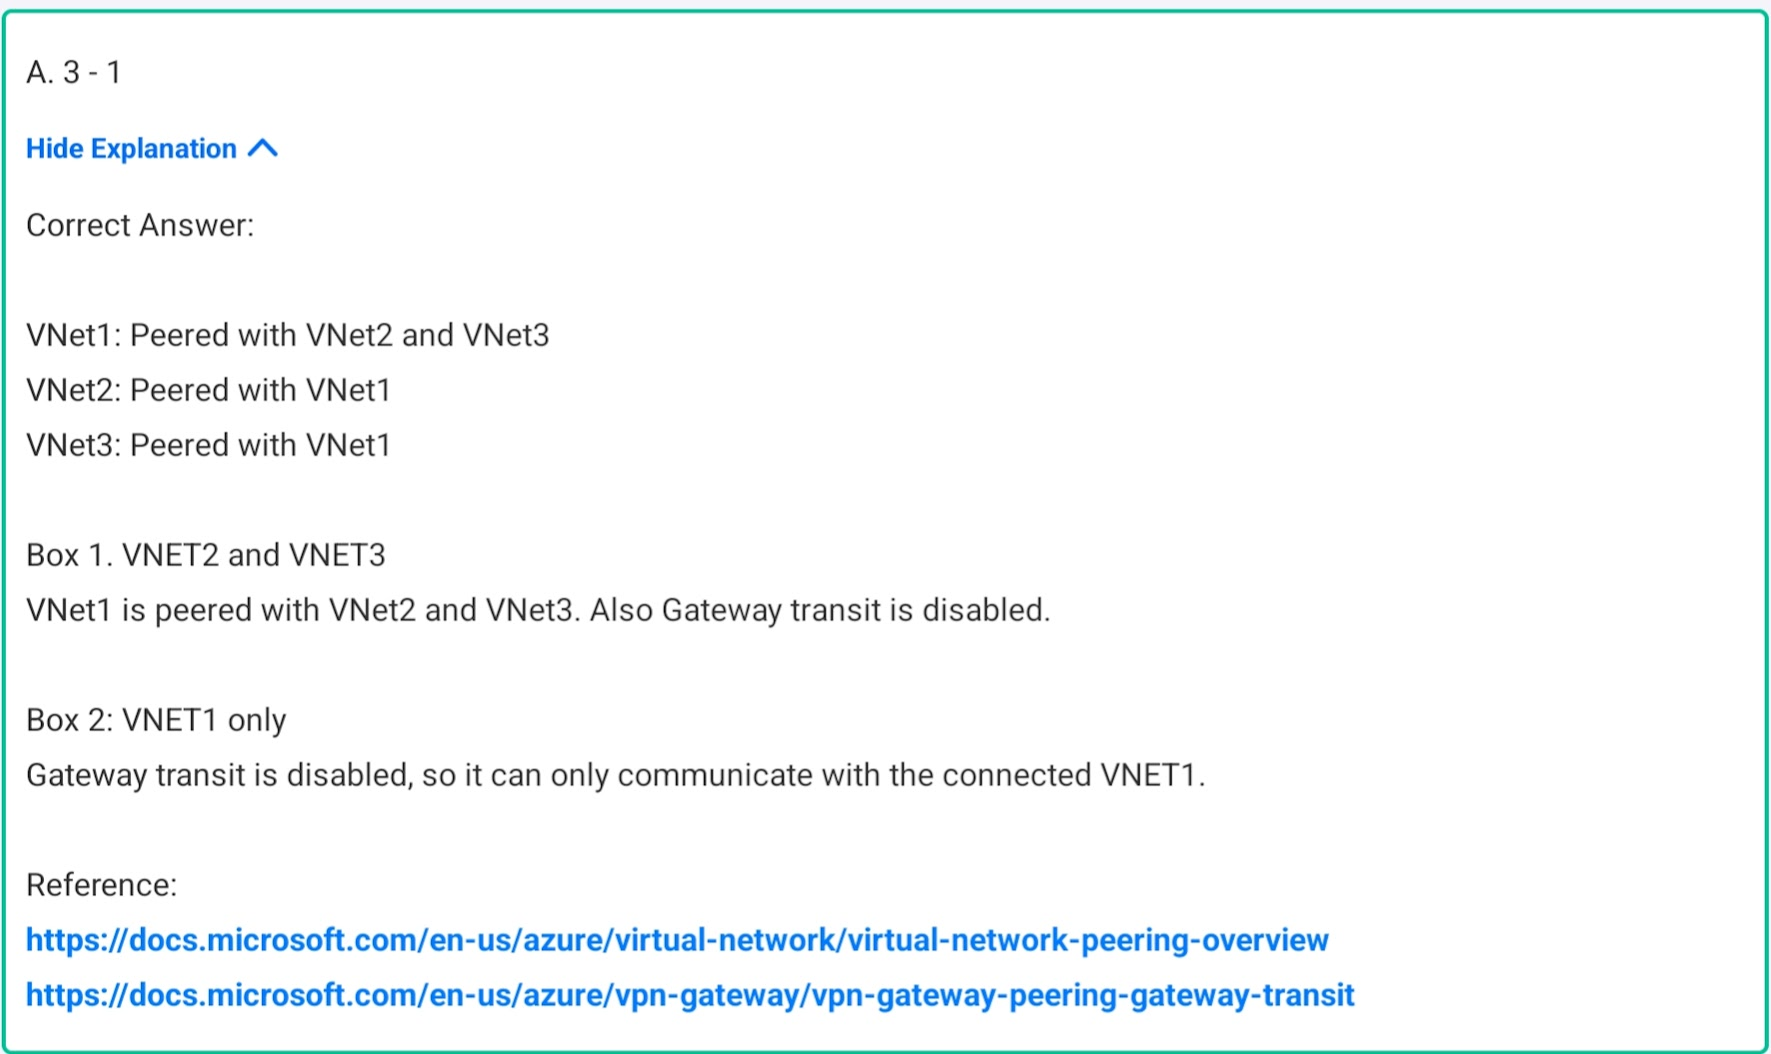 A. 3 - 1
Hide Explanation
Correct Answer:
VNet1: Peered with VNet2 and VNet3
VNet2: Peered with VNet1
VNet3: Peered with VNet1
Box 1. VNET2 and VNET3
VNet1 is peered with VNet2 and VNet3. Also Gateway transit is disabled.
Box 2: VNET1 only
Gateway transit is disabled, so it can only communicate with the connected VNET1.
Reference:
https://docs.microsoft.com/en-us/azure/virtual-network/virtual-network-peering-overview
https://docs.microsoft.com/en-us/azure/vpn-gateway/vpn-gateway-peering-gateway-transit